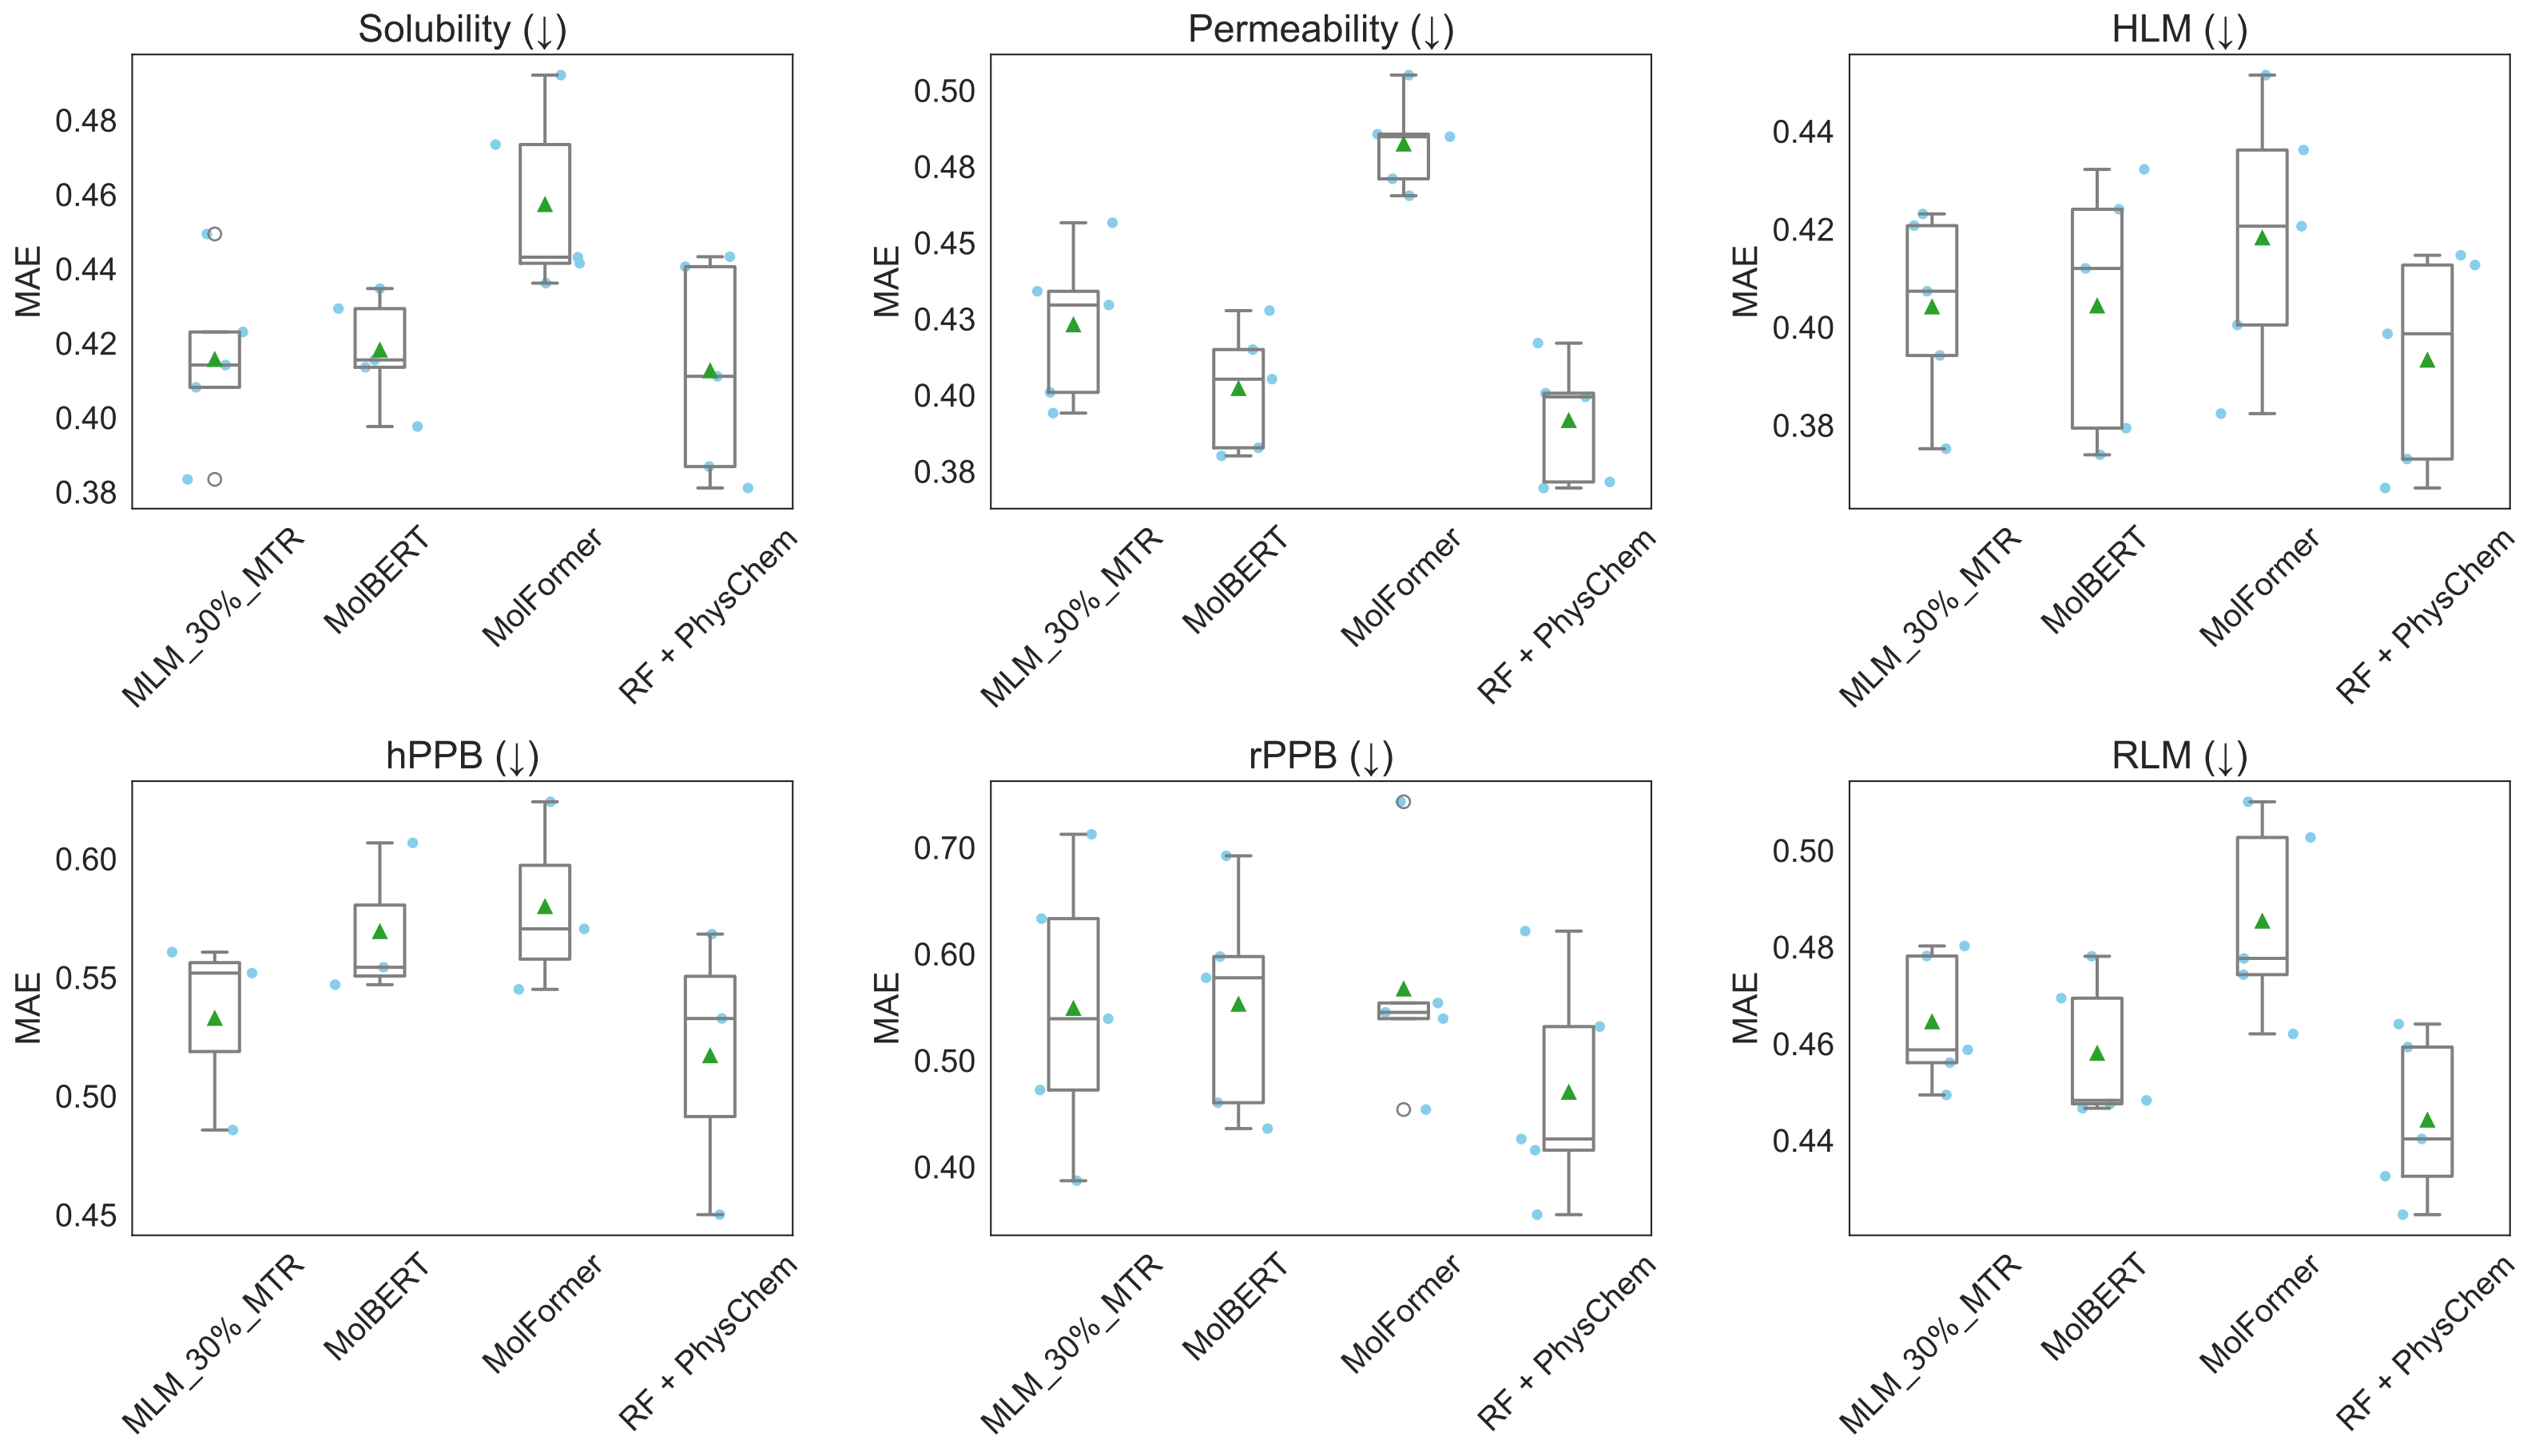 Solubility (↓)
MAE
0.48
0.46
0.44
0.42
0.40
0.38
MLM_30%_MTR
MolBERT
MolFormer
RF + PhysChem
Permeability (↓)
MAE
0.50
0.48
0.45
0.43
0.40
0.38
MLM_30%_MTR
MolBERT
MolFormer
RF + PhysChem
HLM (↓)
MAE
0.44
0.42
0.40
0.38
MLM_30%_MTR
MolBERT
MolFormer
RF + PhysChem
hPPB (↓)
MAE
0.60
0.55
0.50
0.45
MLM_30%_MTR
MolBERT
MolFormer
RF + PhysChem
rPPB (↓)
MAE
0.70
0.60
0.50
0.40
MLM_30%_MTR
MolBERT
MolFormer
RF + PhysChem
RLM (↓)
MAE
0.50
0.48
0.46
0.44
MLM_30%_MTR
MolBERT
MolFormer
RF + PhysChem